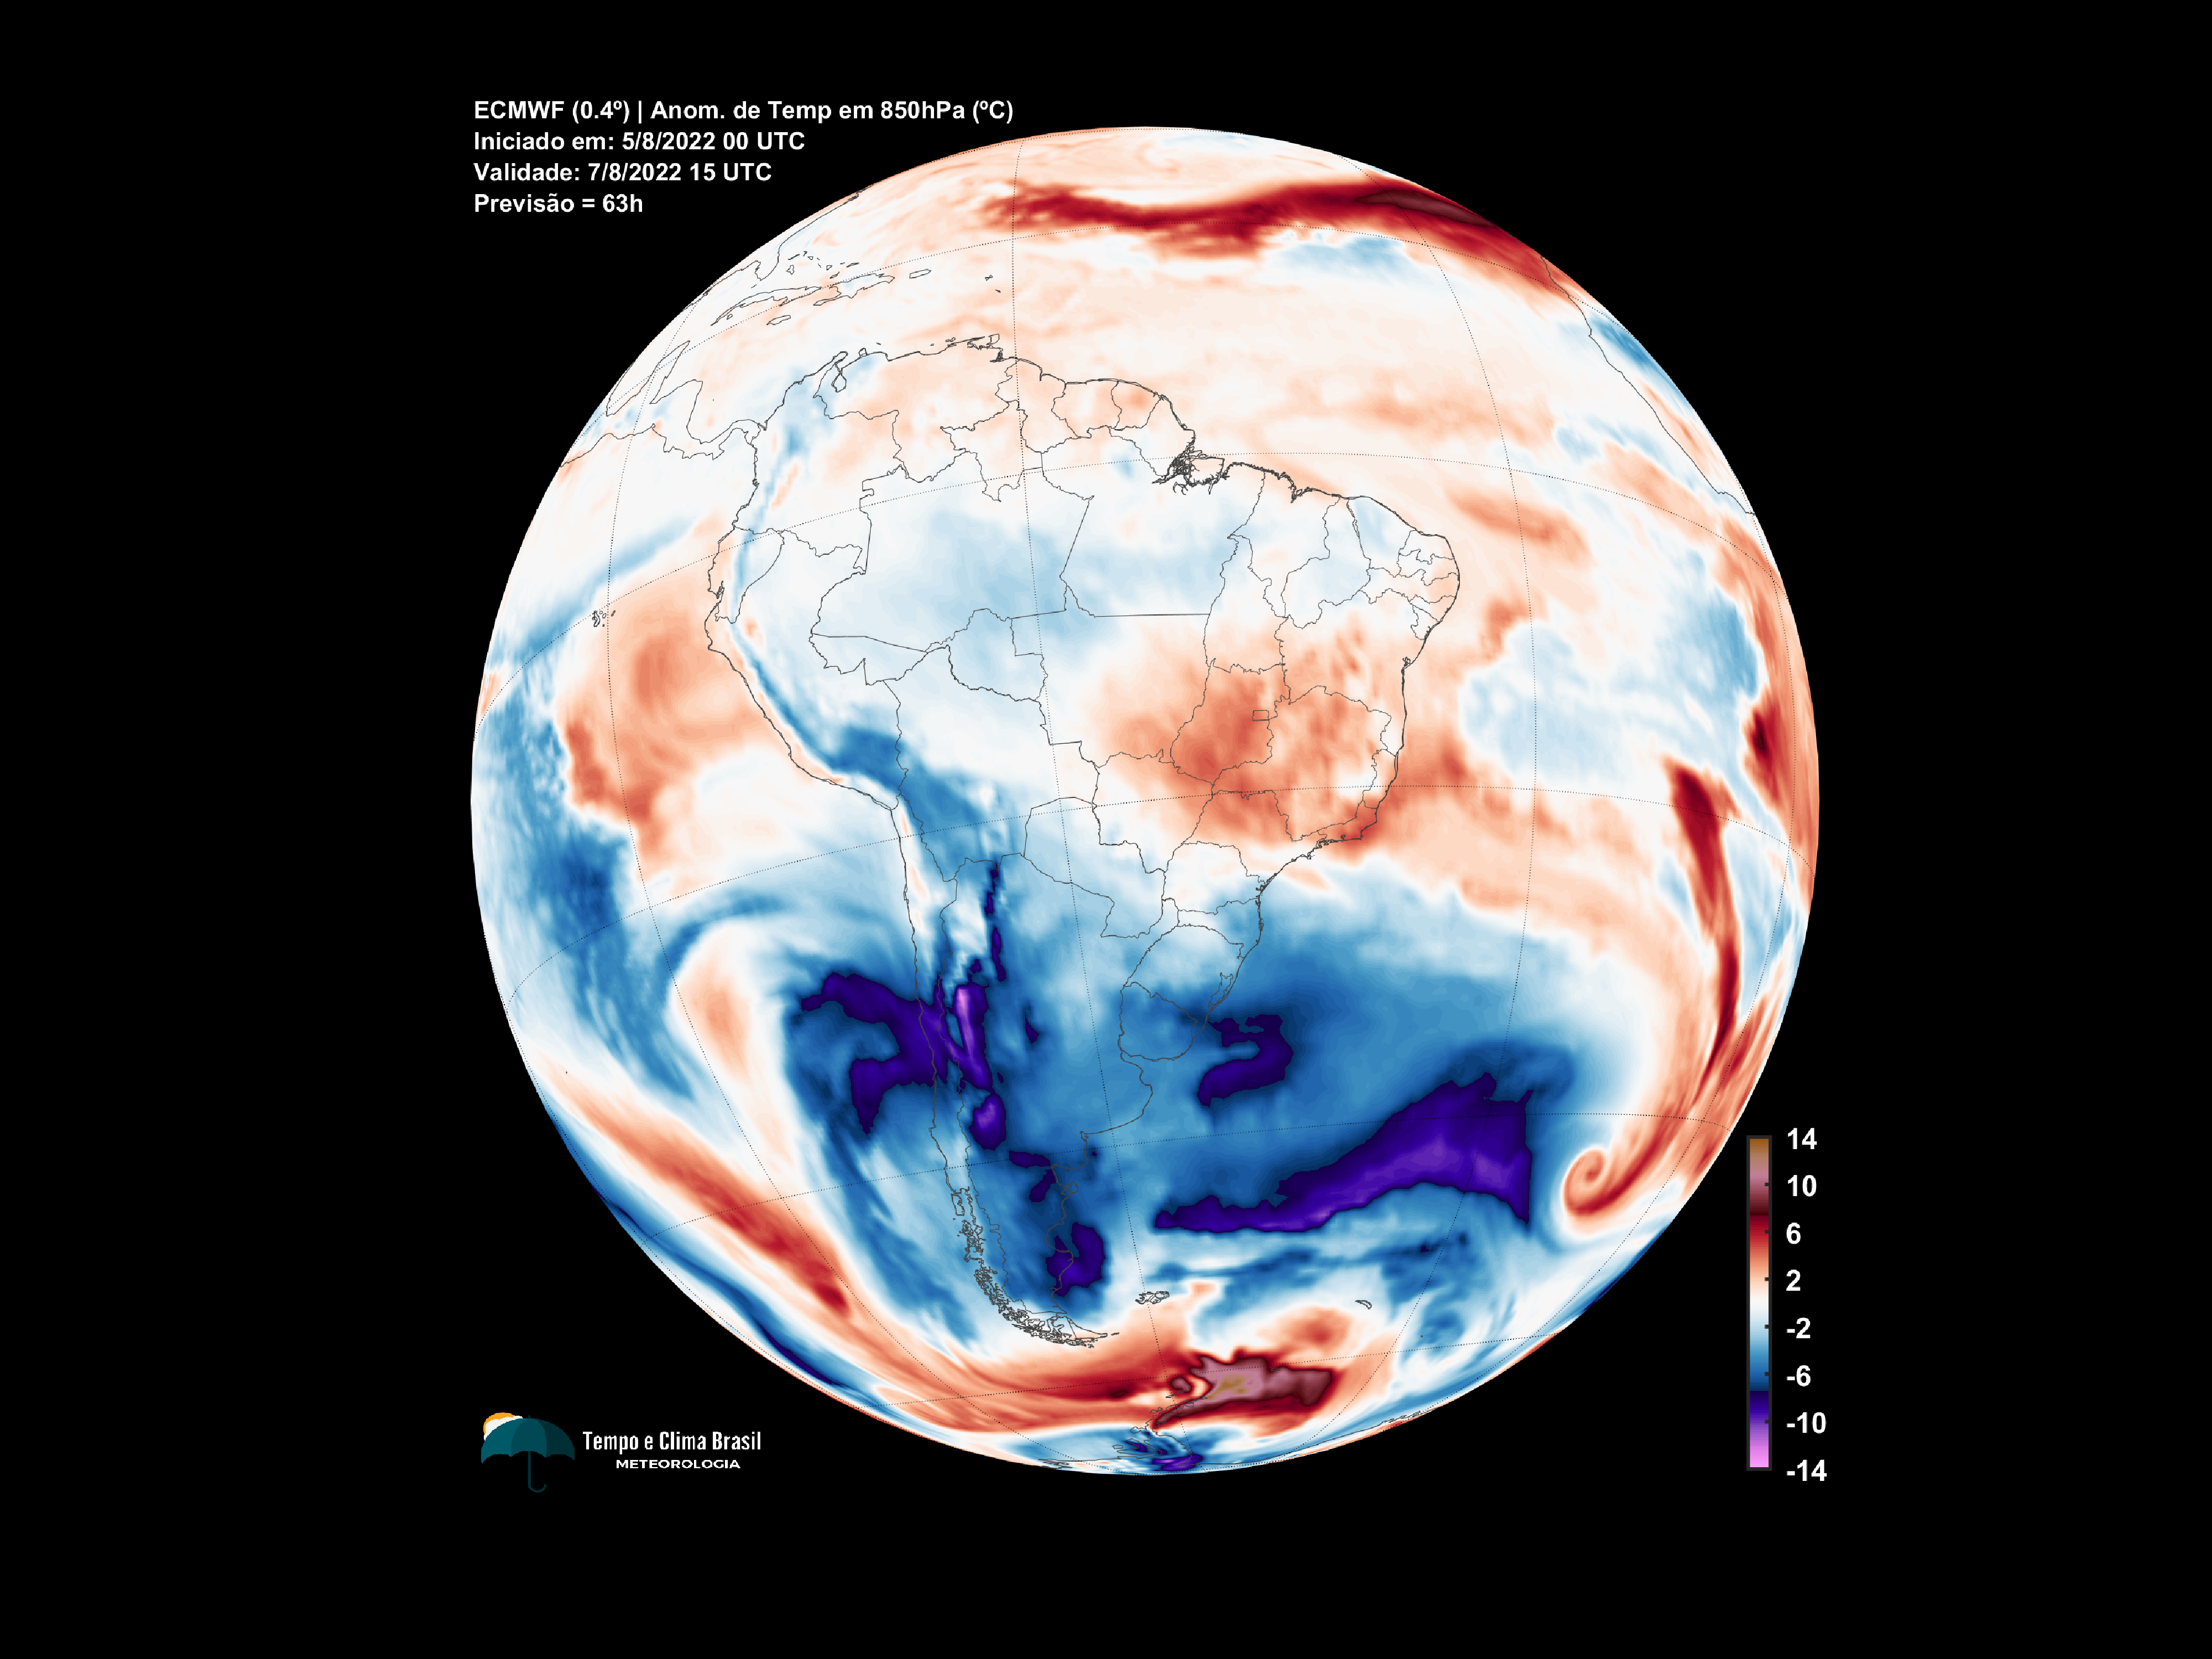 ECMWF (0.4º) | Anom. de Temp em 850hPa (ºC)
Iniciado em: 5/8/2022 00 UTC
Validade: 7/8/2022 15 UTC
Previsão = 63h
14
10
6
2
-2
-6
-10
-14
Tempo e Clima Brasil
METEOROLOGIA